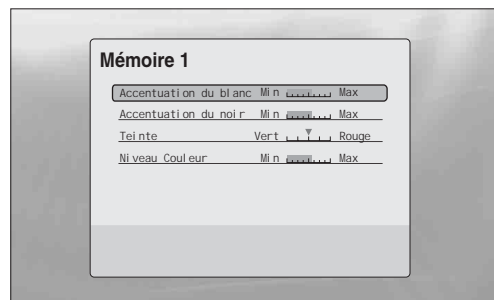 Mémoire 1
Accentuation du blanc Min Max
Accentuation du noir Min Max
Teinte Vert Rouge
Niveau Couleur Min Max